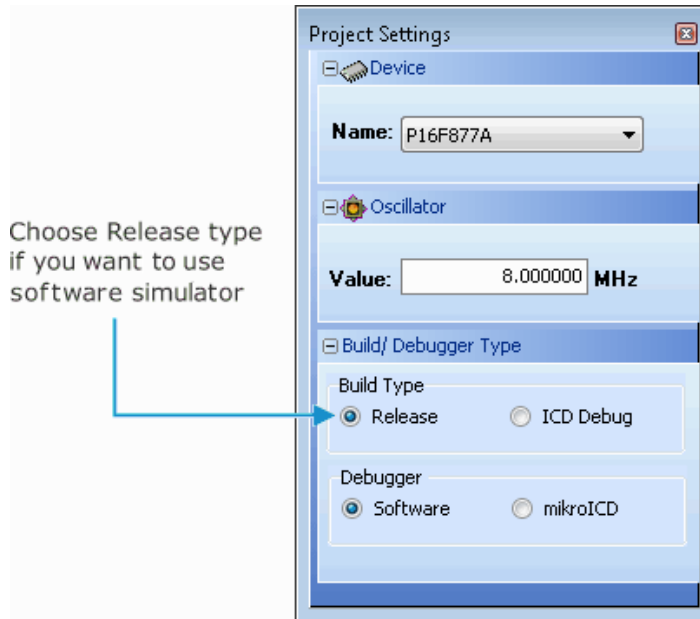 Project Settings
Device
Name: P16F877A
Oscillator
Value: 8.000000 MHz
Choose Release type
if you want to use
software simulator
Build/ Debugger Type
Build Type
Release ICD Debug
Debugger
Software mikroICD